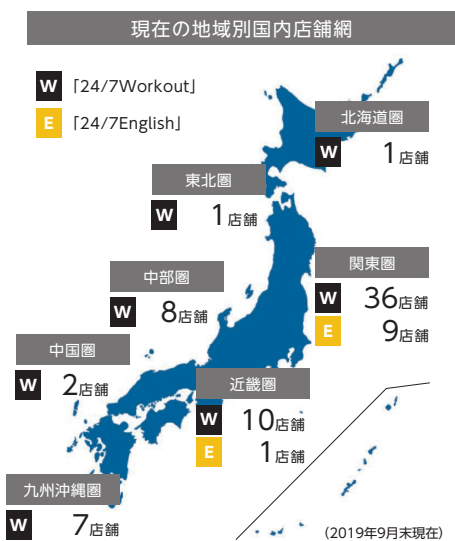 現在の地域別国内店舗網
W 「24/7Workout」
E 「24/7English」
北海道圏
W 1店舗
東北圏
W 1店舗
関東圏
W 36店舗
E 9店舗
中部圏
W 8店舗
中国圏
W 2店舗
近畿圏
W 10店舗
E 1店舗
九州沖縄圏
W 7店舗
(2019年9月末現在)